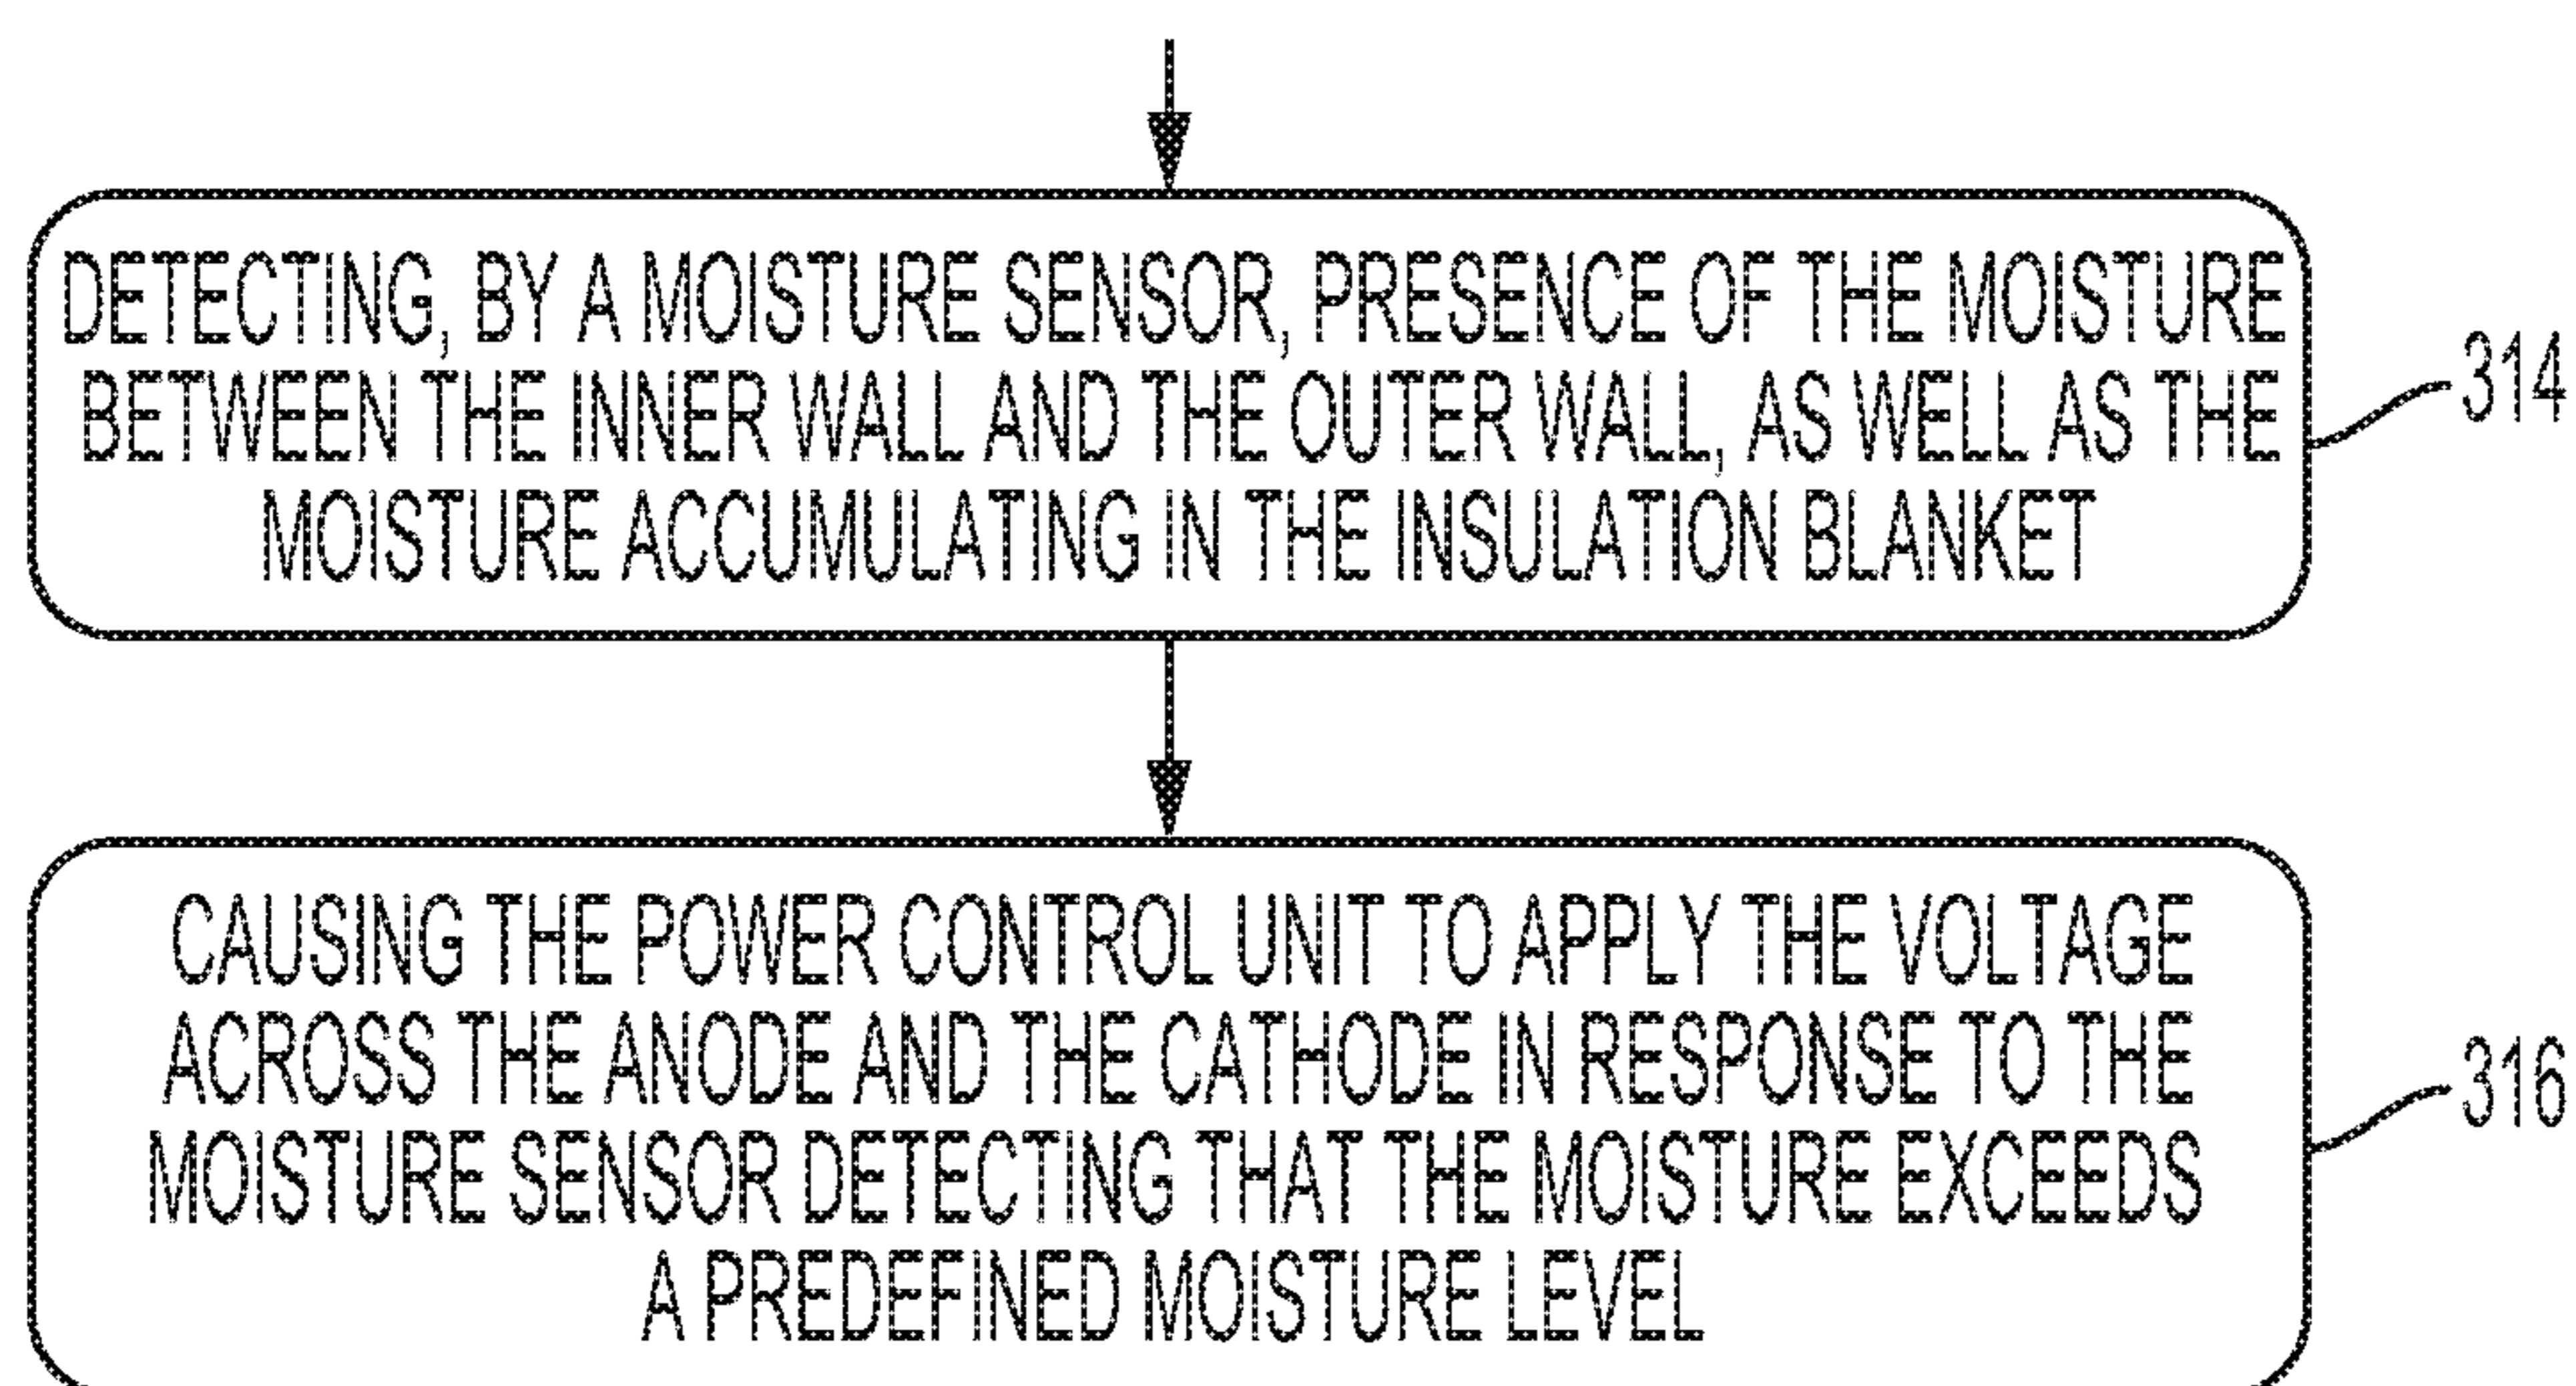 DETECTING, BY A MOISTURE SENSOR, PRESENCE OF THE MOISTURE
BETWEEN THE INNER WALL AND THE OUTER WALL, AS WELL AS THE
MOISTURE ACCUMULATING IN THE INSULATION BLANKET
314
CAUSING THE POWER CONTROL UNIT TO APPLY THE VOLTAGE
ACROSS THE ANODE AND THE CATHODE IN RESPONSE TO THE
MOISTURE SENSOR DETECTING THAT THE MOISTURE EXCEEDS
A PREDEFINED MOISTURE LEVEL
316